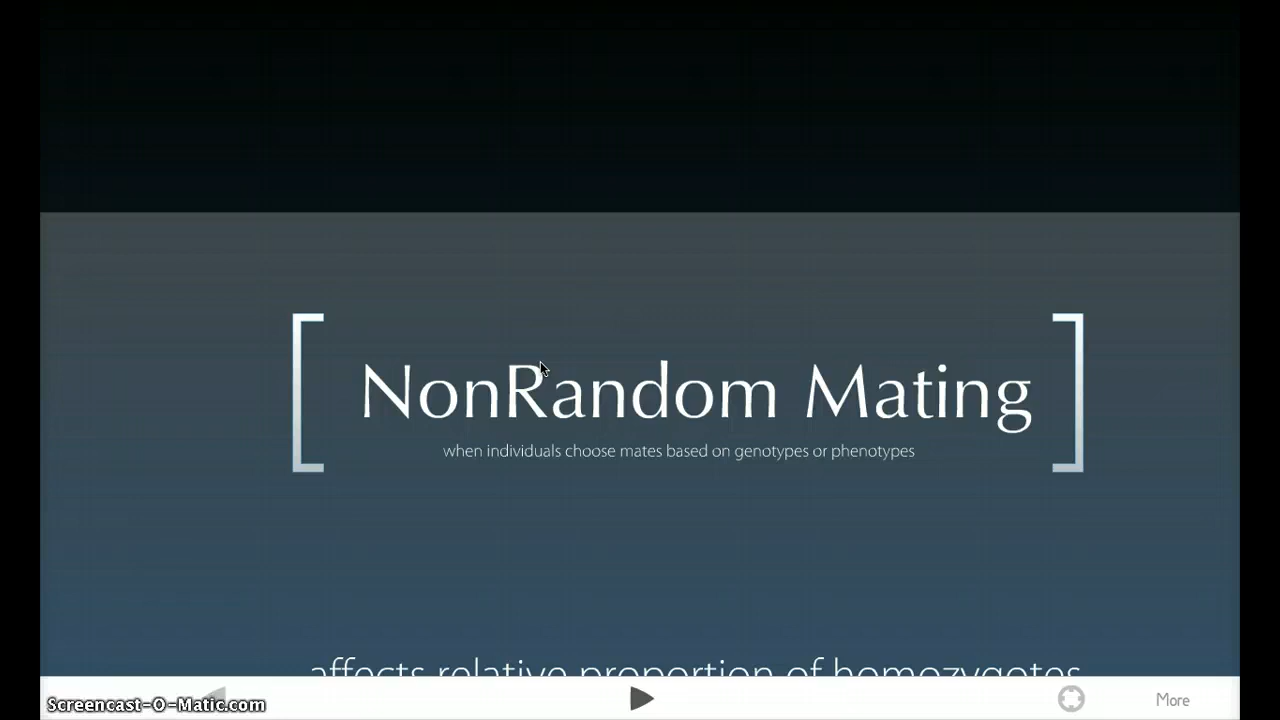 NonRandom Mating
when individuals choose mates based on genotypes or phenotypes
affects relative proportion of homozygotes
Screencast-O-Matic.com
More